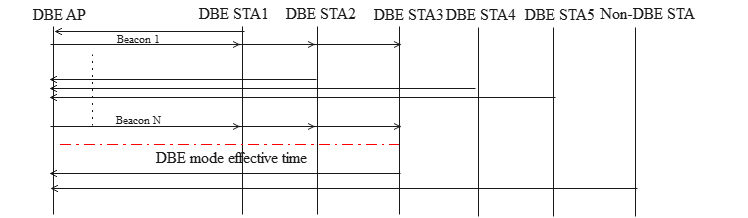 DBE AP DBE STA1 DBE STA2 DBE STA3 DBE STA4 DBE STA5 Non-DBE STA
Beacon 1
Beacon N
DBE mode effective time